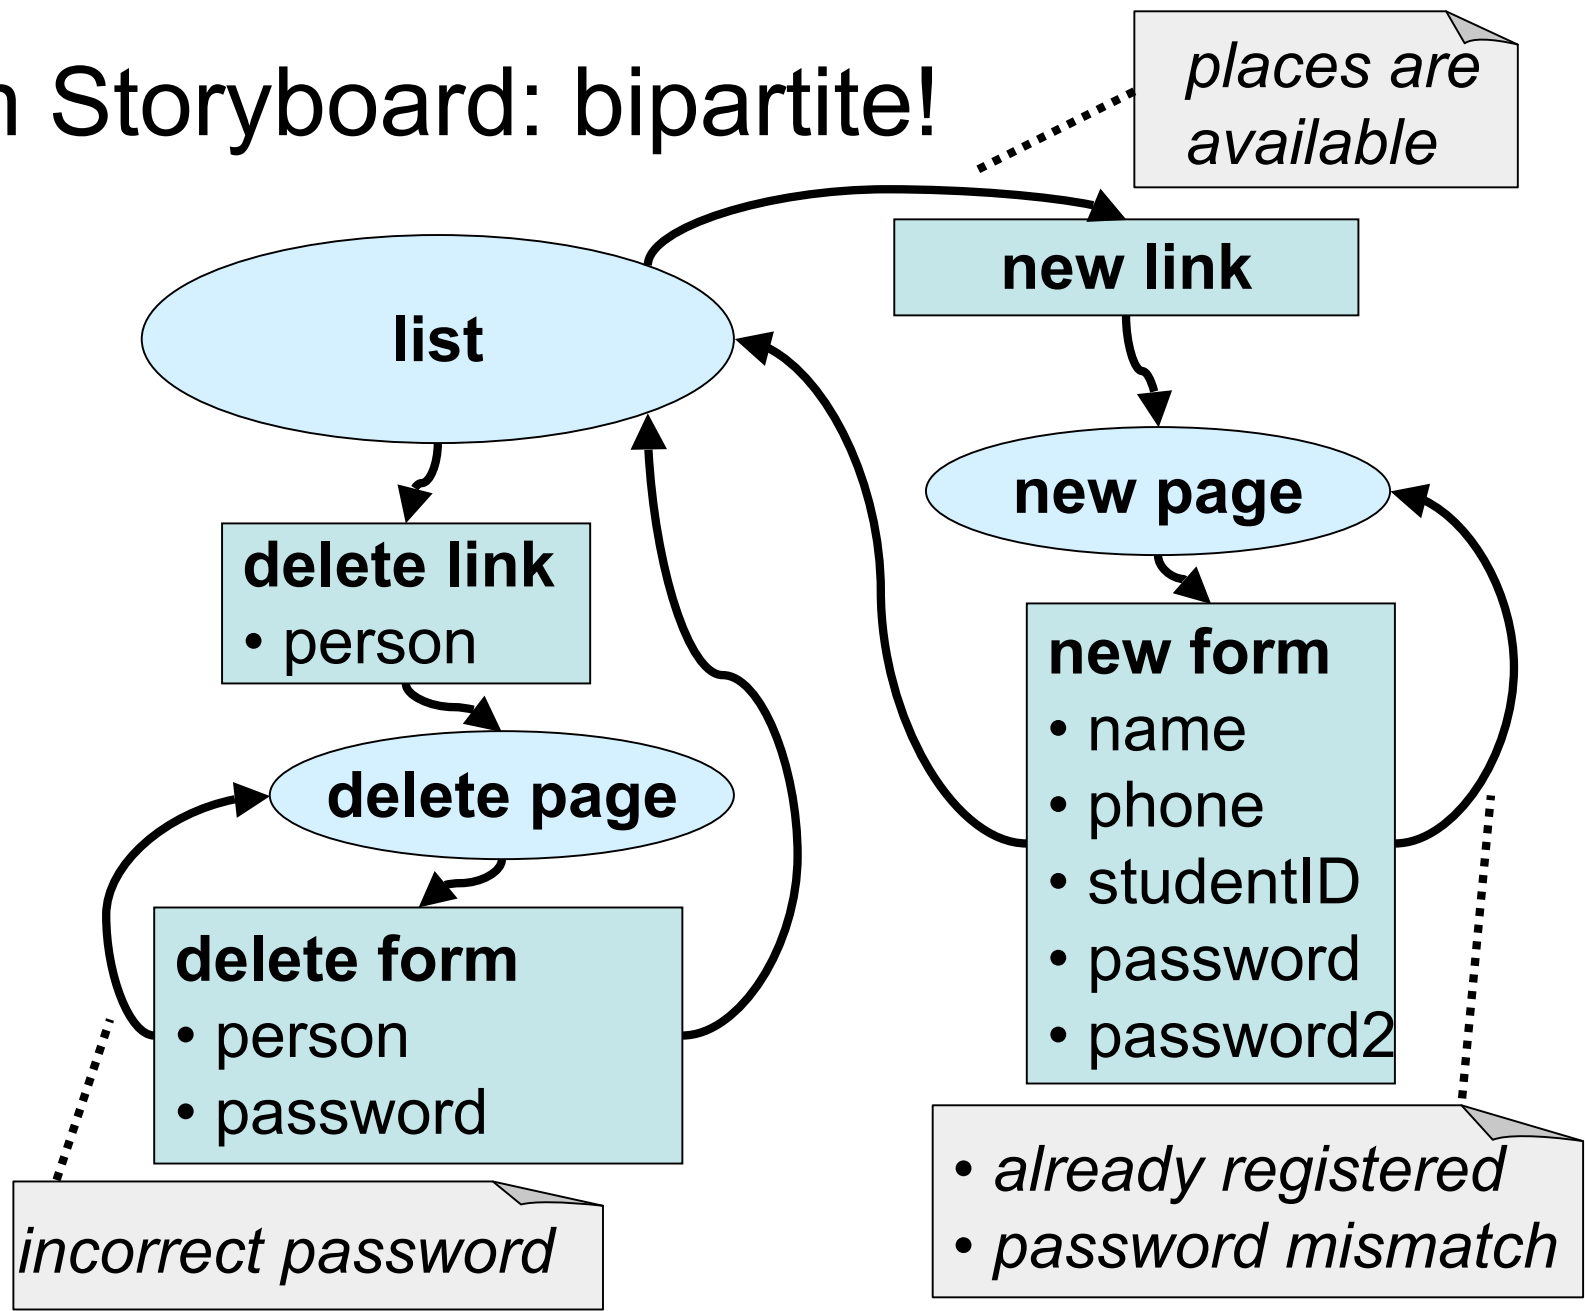 n Storyboard: bipartite!
places are
available
new link
list
new page
delete link
• person
new form
• name
• phone
• studentID
• password
• password2
delete page
delete form
• person
• password
• already registered
• password mismatch
incorrect password